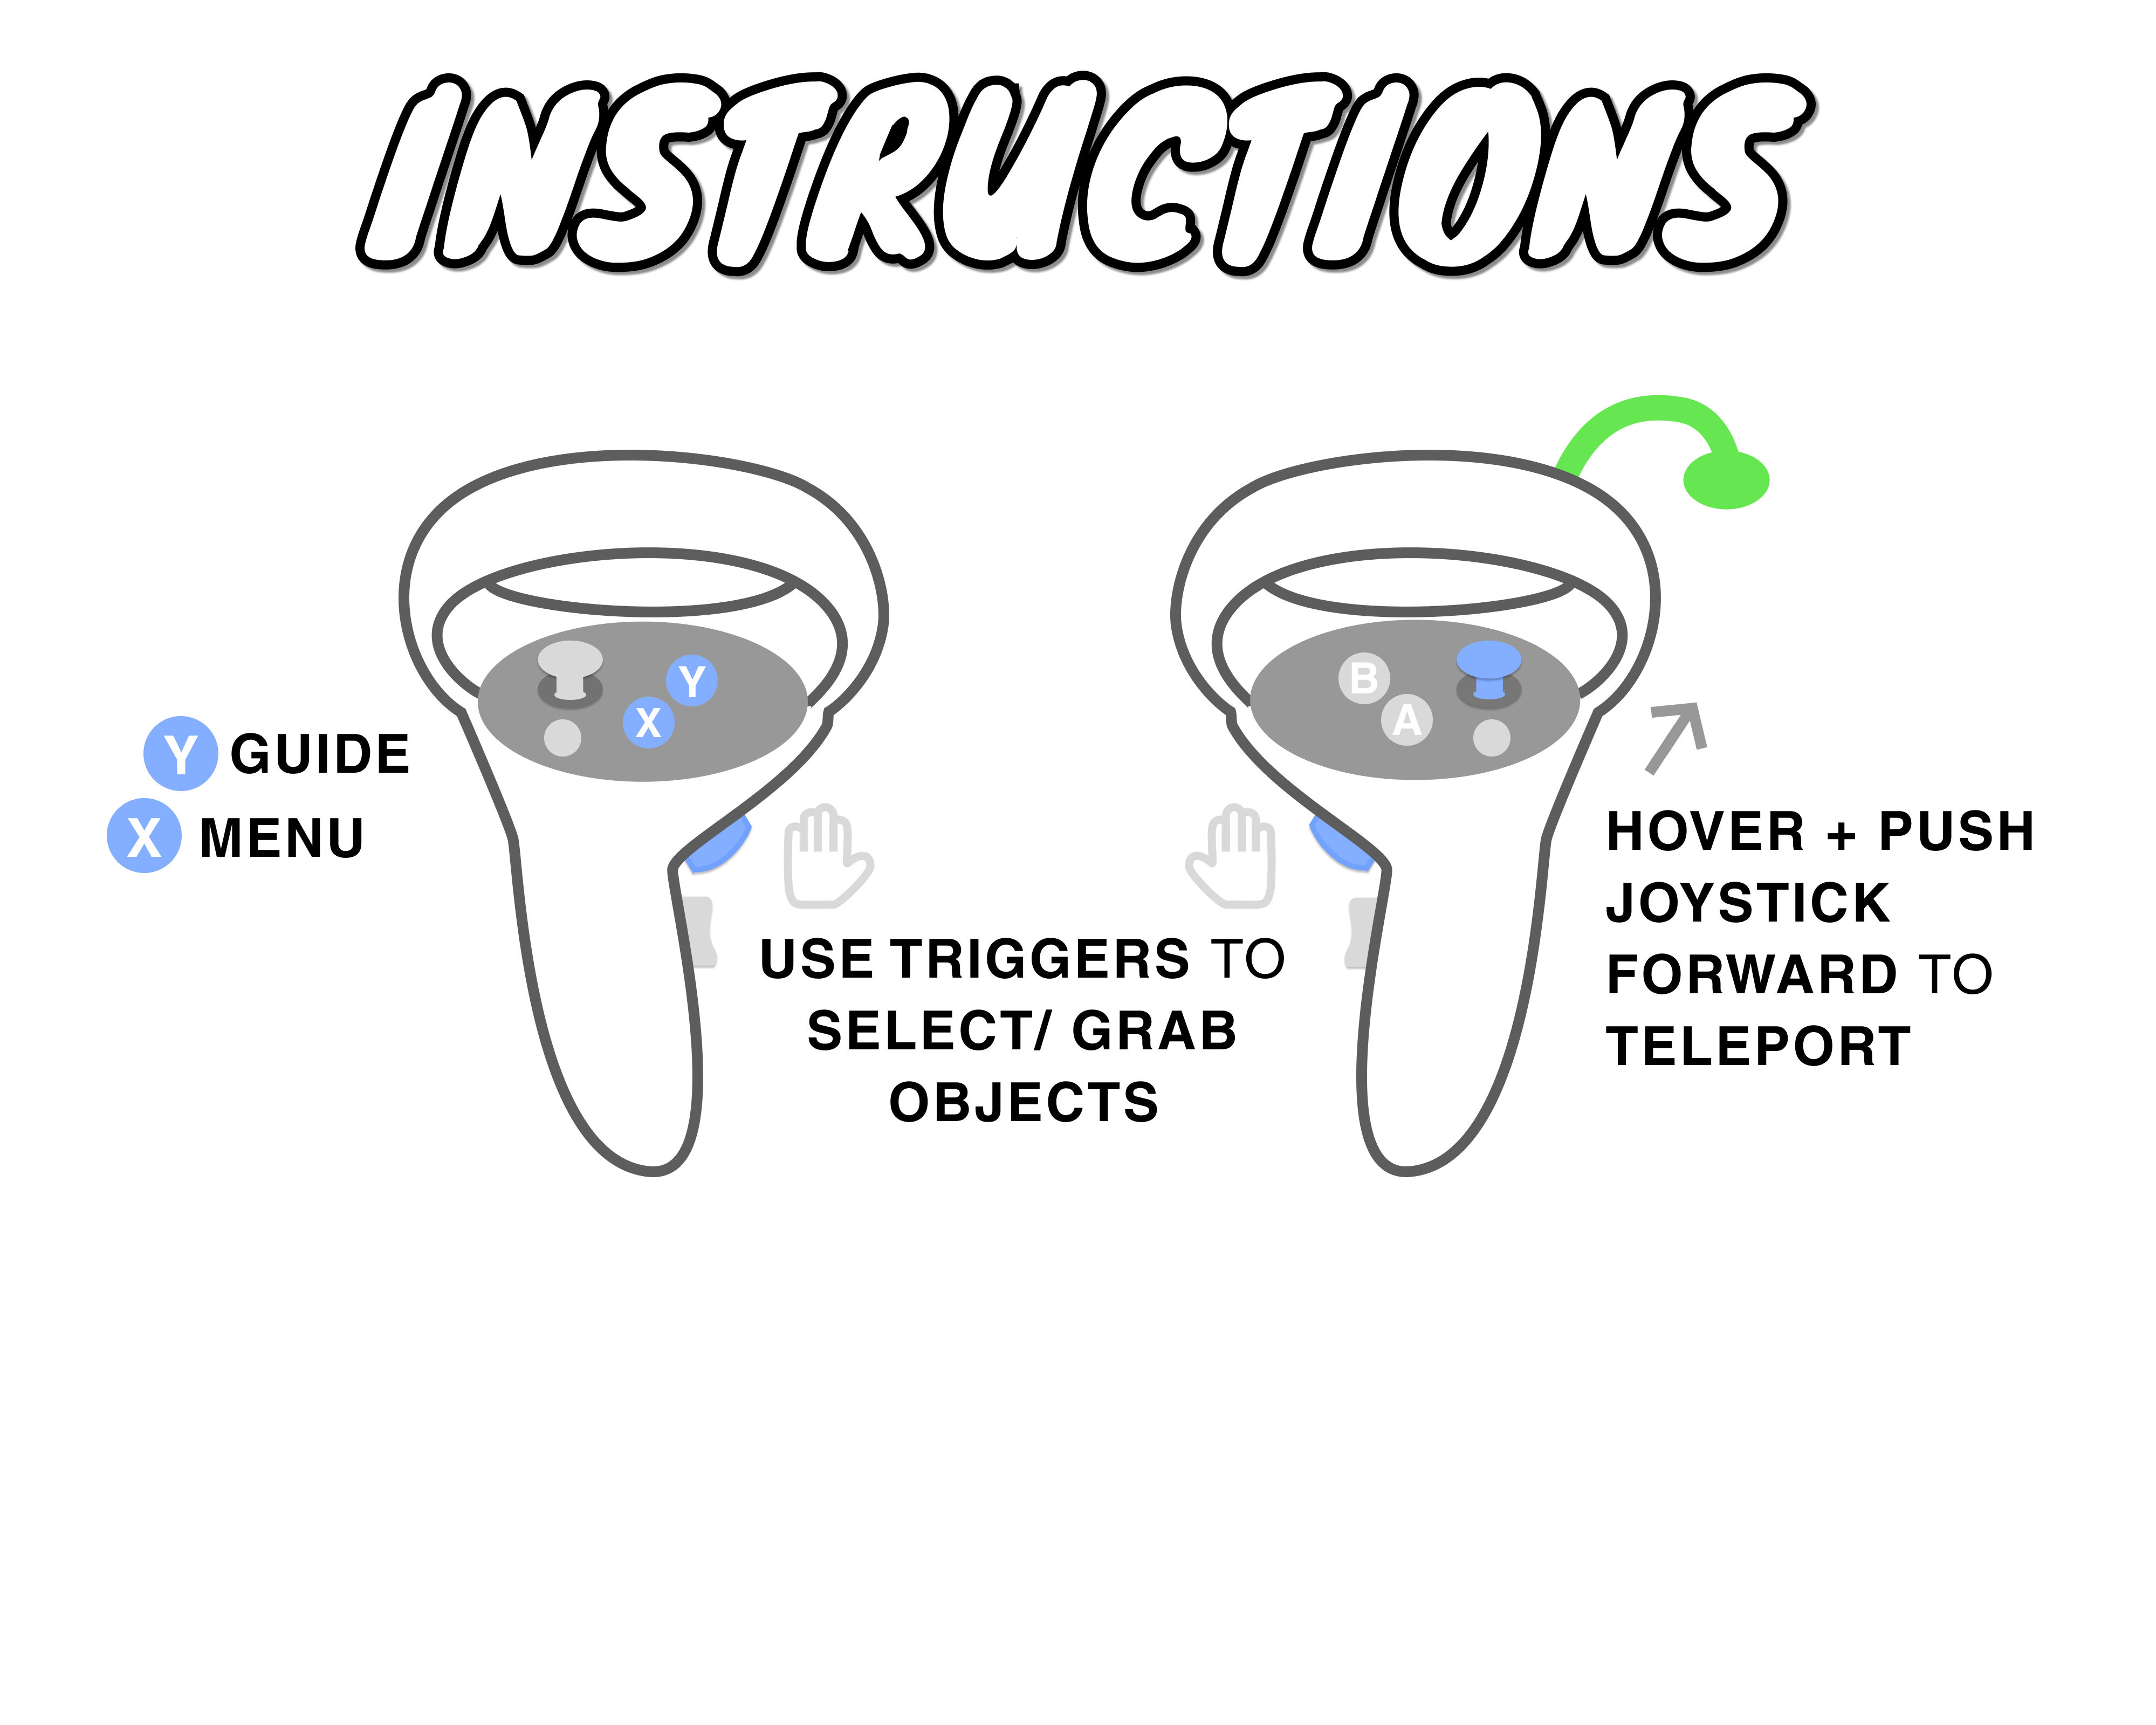 INSTRUCTIONS
Y
X
B
A
Y GUIDE
X MENU
USE TRIGGERS TO
SELECT/ GRAB
OBJECTS
HOVER + PUSH
JOYSTICK
FORWARD TO
TELEPORT